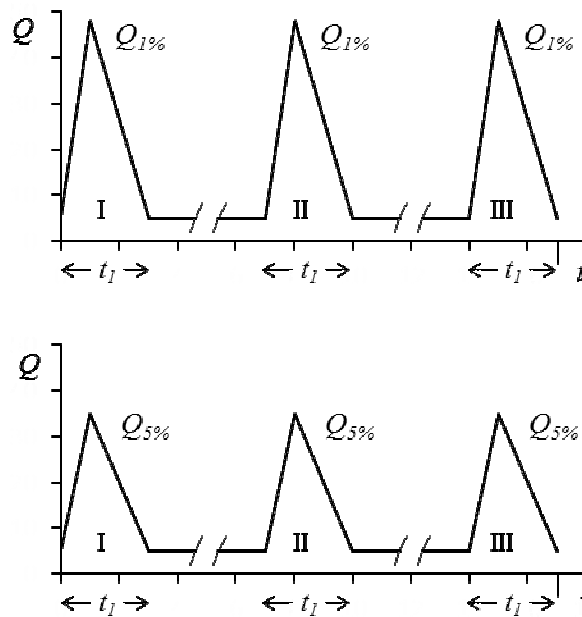 Q Q1% Q1% Q1%
I II III
t1 t1 t1 t
Q Q5% Q5% Q5%
I II III
t1 t1 t1 t